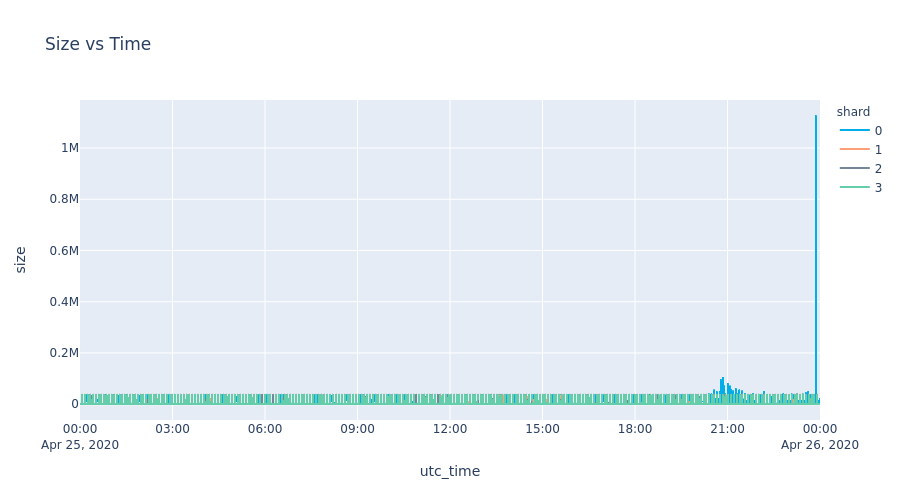 Size vs Time
shard
0
1
2
3
1M
0.8M
0.6M
0.4M
0.2M
0
size
00:00 03:00 06:00 09:00 12:00 15:00 18:00 21:00 00:00
Apr 25, 2020 Apr 26, 2020
utc_time